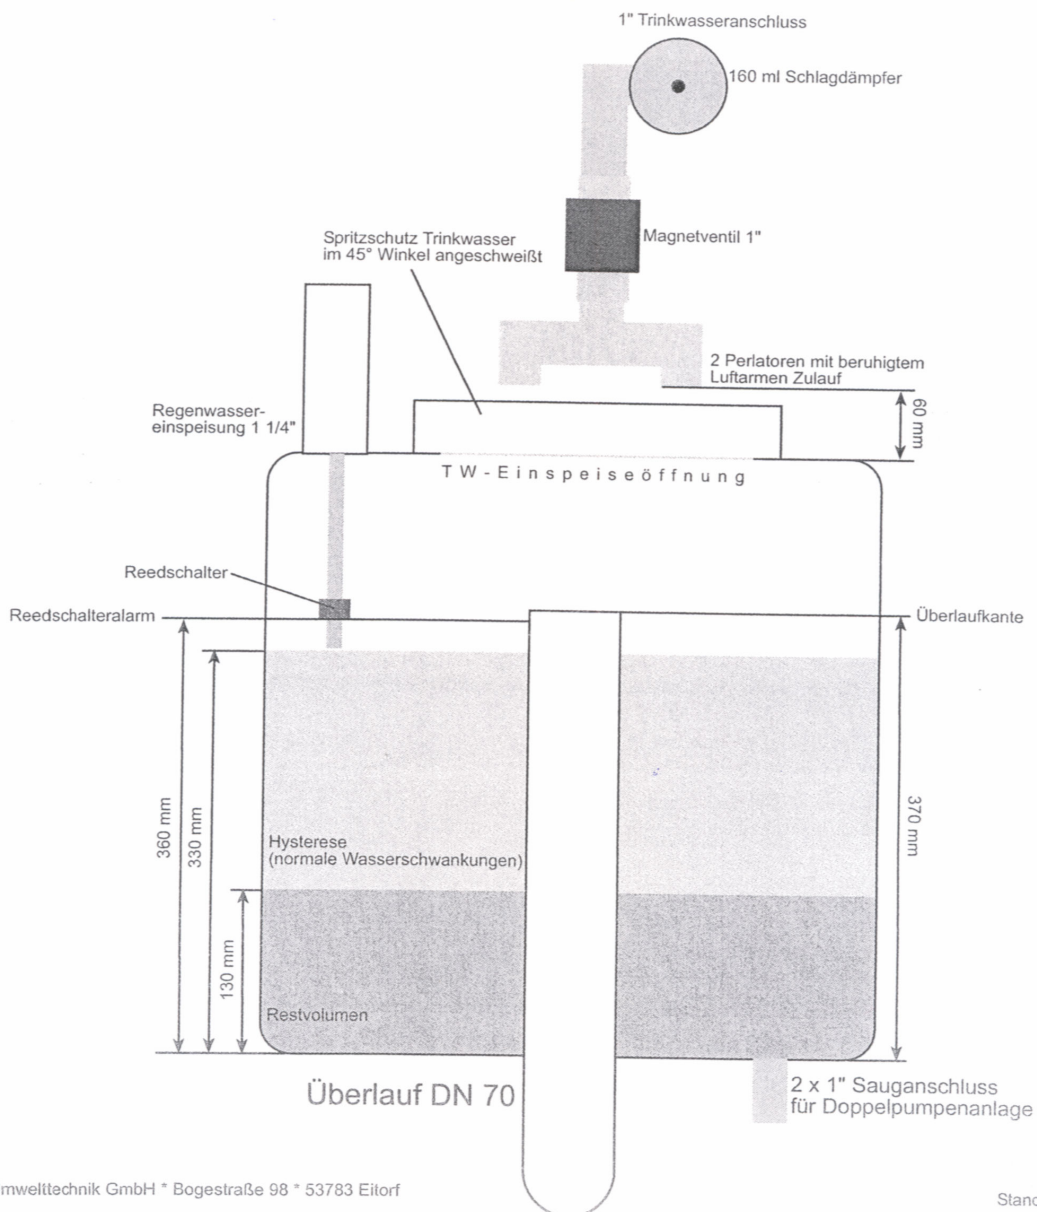 1" Trinkwasseranschluss
160 ml Schlagdämpfer
Magnetventil 1"
Spritzschutz Trinkwasser
im 45° Winkel angeschweißt
2 Perlatoren mit beruhigtem
Luftarmen Zulauf
60 mm
Regenwasser-
einspeisung 1 1/4"
TW-Einspeiseöffnung
Reedschalter
Reedschalteralarm
Überlaufkante
360 mm
330 mm
370 mm
Hysterese
(normale Wasserschwankungen)
130 mm
Restvolumen
Überlauf DN 70
2 x 1" Sauganschluss
für Doppelpumpenanlage
mwelttechnik GmbH * Bogestraße 98 * 53783 Eitorf
Stand